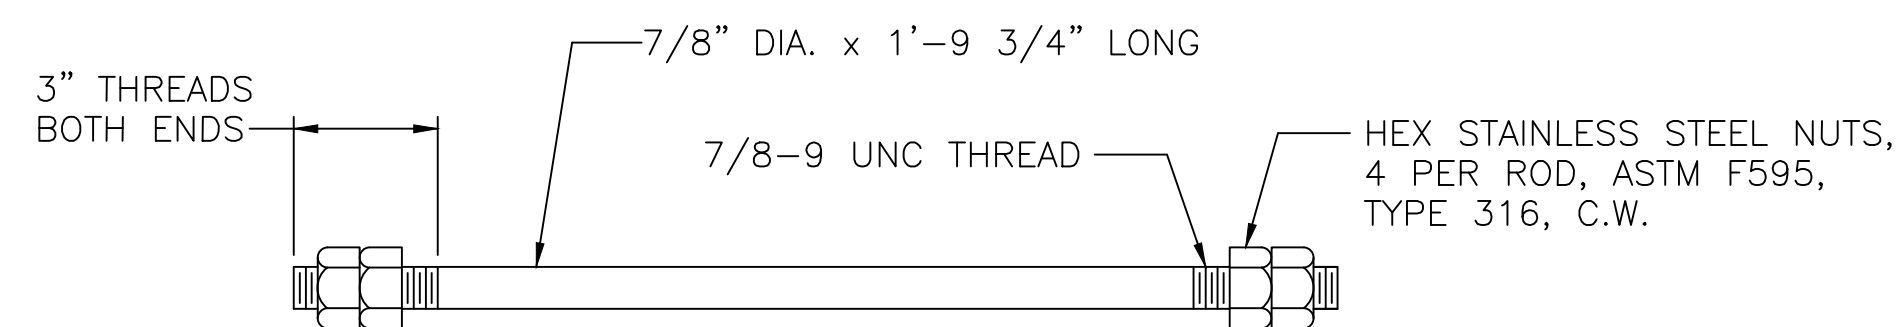 7/8” DIA. x 1’–9 3/4” LONG
3” THREADS
BOTH ENDS
7/8–9 UNC THREAD
HEX STAINLESS STEEL NUTS,
4 PER ROD, ASTM F595,
TYPE 316, C.W.